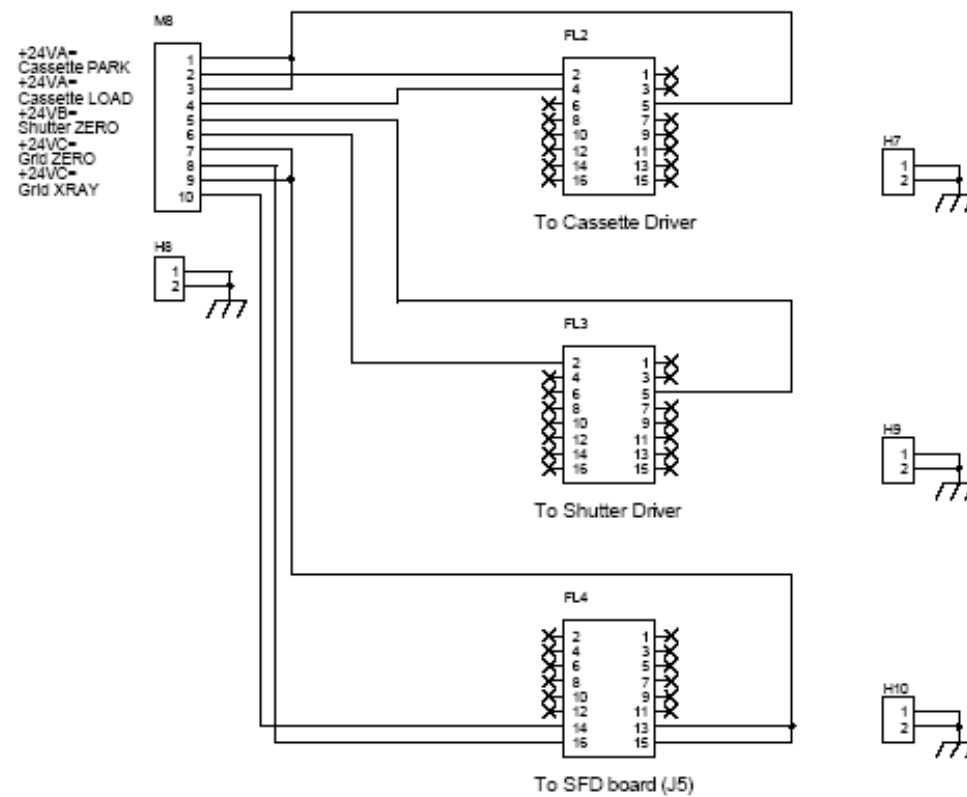 M8
+24VA=
Cassette PARK
+24VA=
Cassette LOAD
+24VB=
Shutter ZERO
+24VC=
Grid ZERO
+24VC=
Grid XRAY
1
2
3
4
5
6
7
8
9
10
FL2
2 1
4 3
6 5
8 7
10 9
12 11
14 13
16 15
To Cassette Driver
H7
1
2
H8
1
2
FL3
2 1
4 3
6 5
8 7
10 9
12 11
14 13
16 15
To Shutter Driver
H9
1
2
FL4
2 1
4 3
6 5
8 7
10 9
12 11
14 13
16 15
To SFD board (J5)
H10
1
2